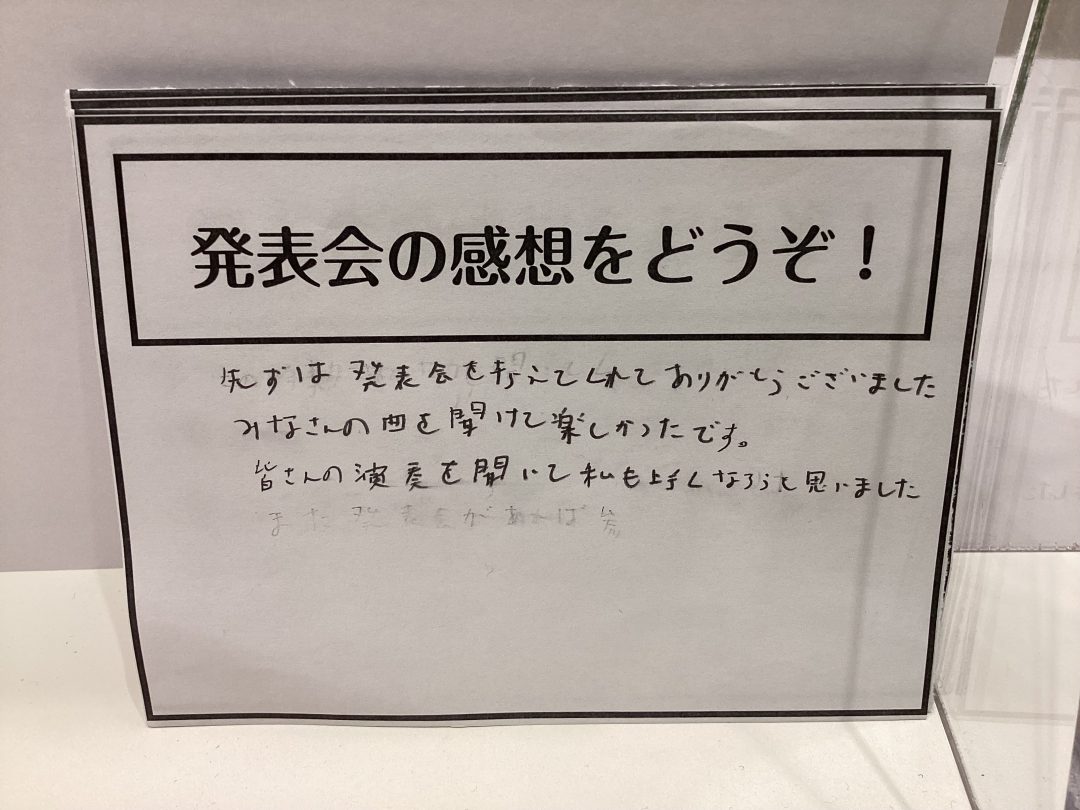 発表会の感想をどうぞ！
先ずは発表会を与えてくれてありがとうございました
みなさんの曲を聞けて楽しかったです。
皆さんの演奏を聞いて私も上手くなろうと思いました
また発表会があれば